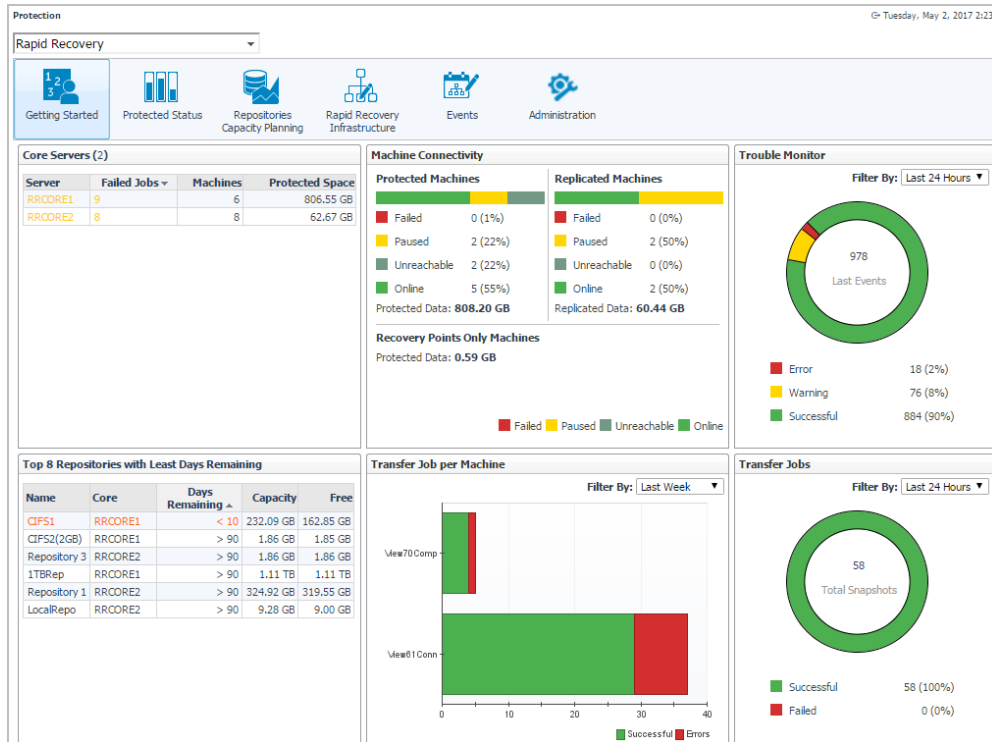 Protection
Tuesday, May 2, 2017 2:23
Rapid Recovery
Getting Started
Protected Status
Repositories Capacity Planning
Rapid Recovery Infrastructure
Events
Administration
Core Servers (2)
Server Failed Jobs Machines Protected Space
RRCORE1 9 6 806.55 GB
RRCORE2 8 8 62.67 GB
Machine Connectivity
Protected Machines
Failed 0 (1%)
Paused 2 (22%)
Unreachable 2 (22%)
Online 5 (55%)
Protected Data: 808.20 GB
Replicated Machines
Failed 0 (0%)
Paused 2 (50%)
Unreachable 0 (0%)
Online 2 (50%)
Replicated Data: 60.44 GB
Recovery Points Only Machines
Protected Data: 0.59 GB
Failed Paused Unreachable Online
Trouble Monitor
Filter By: Last 24 Hours
978
Last Events
Error 18 (2%)
Warning 76 (8%)
Successful 884 (90%)
Top 8 Repositories with Least Days Remaining
Name Core Days Remaining Capacity Free
CIFS1 RRCORE1 < 10 232.09 GB 162.85 GB
CIFS2(2GB) RRCORE1 > 90 1.86 GB 1.85 GB
Repository 3 RRCORE2 > 90 1.86 GB 1.86 GB
1TBRep RRCORE1 > 90 1.11 TB 1.11 TB
Repository 1 RRCORE2 > 90 324.92 GB 319.55 GB
LocalRepo RRCORE2 > 90 9.28 GB 9.00 GB
Transfer Job per Machine
Filter By: Last Week
View70Comp
View61Conn
0 10 20 30 40
Successful Errors
Transfer Jobs
Filter By: Last 24 Hours
58
Total Snapshots
Successful 58 (100%)
Failed 0 (0%)